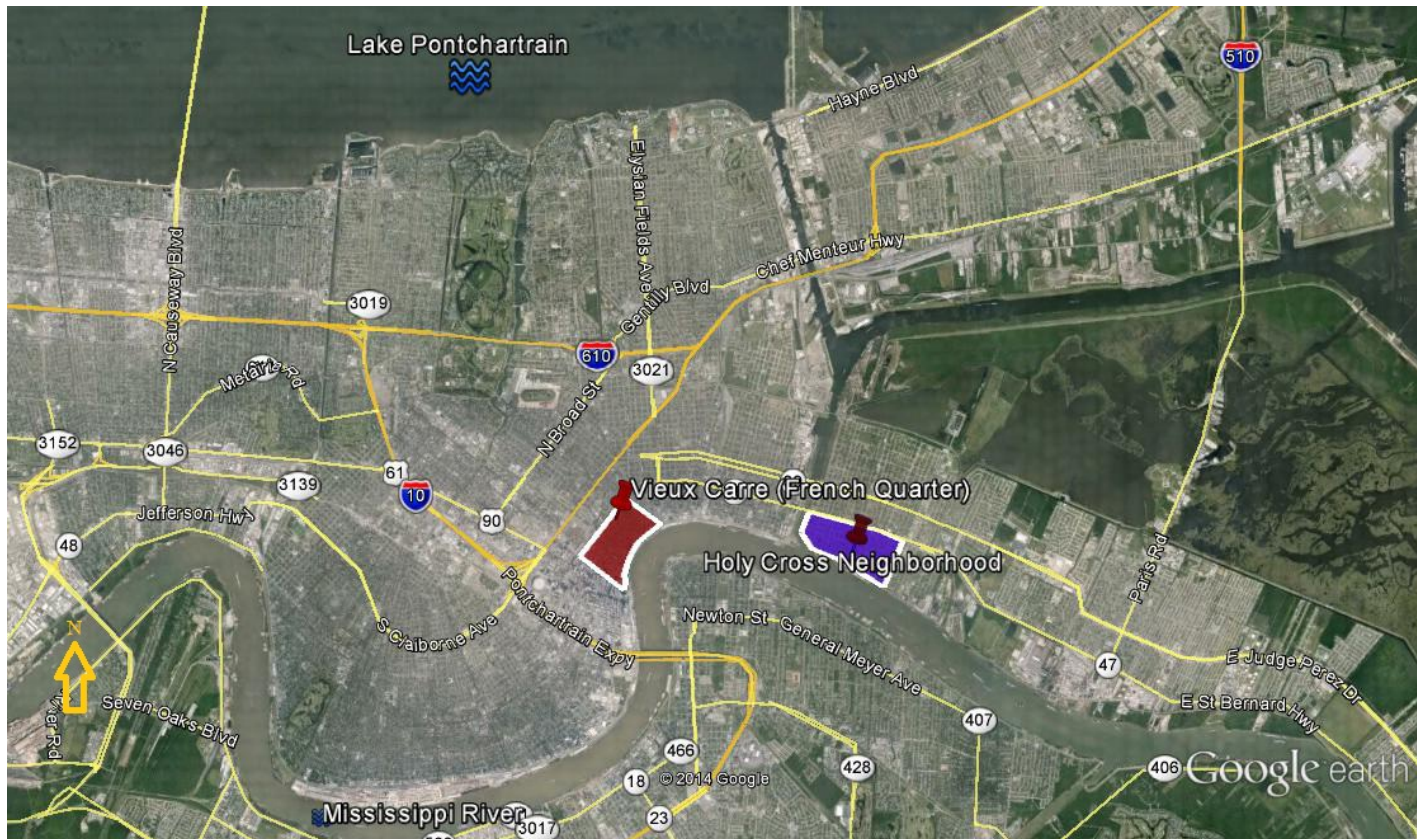 Lake Pontchartrain
510
Hayne Blvd
Elysian Fields Ave
N Causeway Blvd
Chef Menteur Hwy
Gentilly Blvd
3019
610
3021
Metairie Rd
N Broad St
3152
3046
61
3139
10
90
Vieux Carre (French Quarter)
Jefferson Hwy
48
Holy Cross Neighborhood
Paris Rd
Pontchartrain Expy
S Claiborne Ave
Newton St
General Meyer Ave
N
47
E Judge Perez Dr
E St Bernard Hwy
Seven Oaks Blvd
407
466
428
406
18
© 2014 Google
Google earth
Mississippi River
3017
23